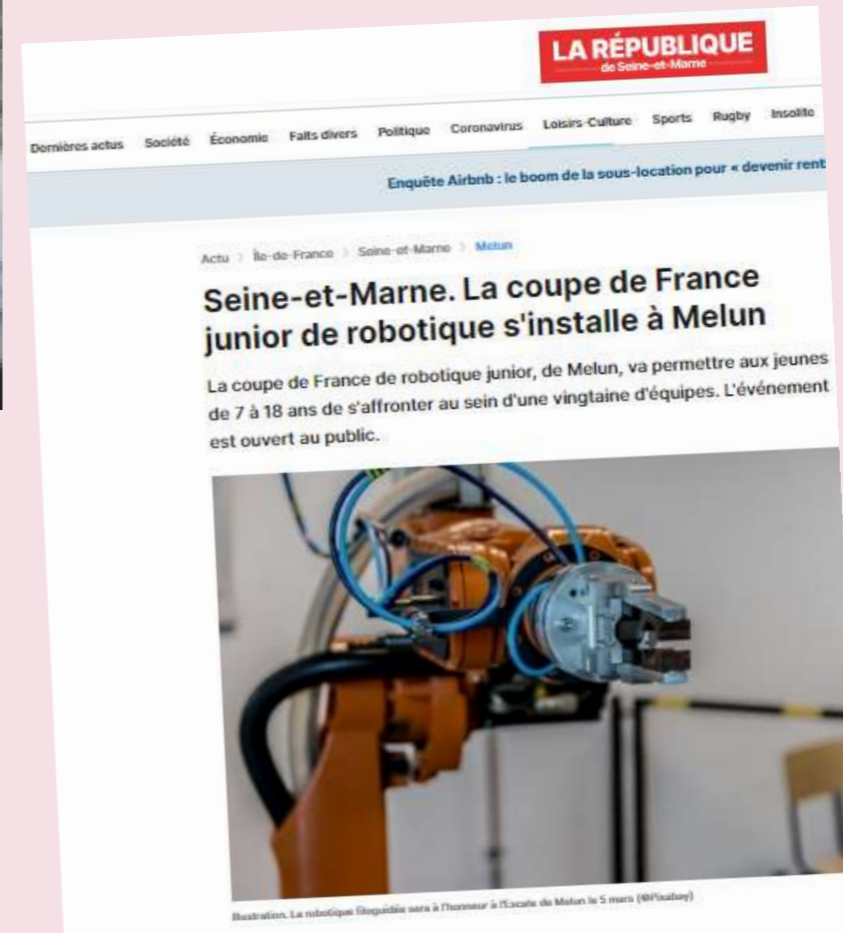 LA RÉPUBLIQUE
de Seine-et-Marne
Dernières actus Société Économie Faits divers Politique Coronavirus Loisirs-Culture Sports Rugby Insolite
Enquête Airbnb : le boom de la sous-location pour « devenir rent
Actu > Île-de-France > Seine-et-Marne > Melun
Seine-et-Marne. La coupe de France
junior de robotique s'installe à Melun
La coupe de France de robotique junior, de Melun, va permettre aux jeunes
de 7 à 18 ans de s'affronter au sein d'une vingtaine d'équipes. L'événement
est ouvert au public.
Illustration. La robotique filoguidée sera à l'honneur à l'Escale de Melun le 5 mars (@Pixabay)